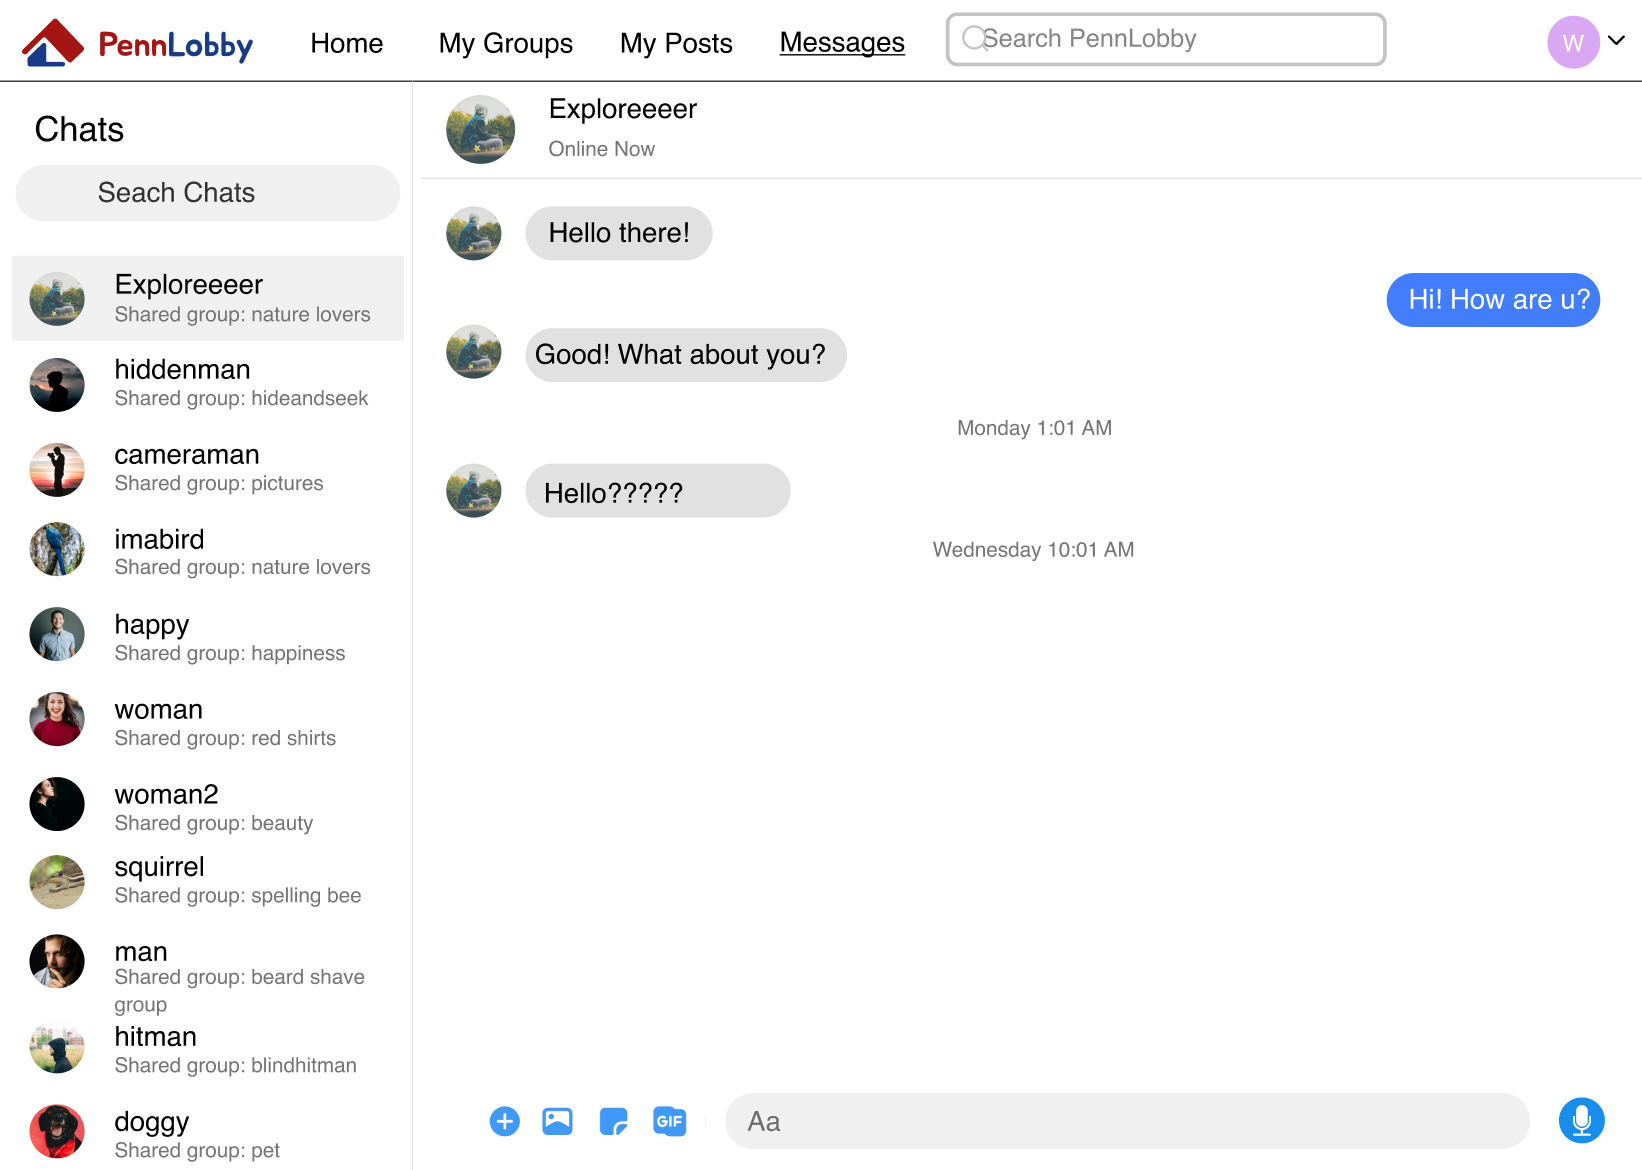 PennLobby
Home
My Groups
My Posts
Messages
Search PennLobby
W
Chats
Seach Chats
Exploreeeer
Shared group: nature lovers
hiddenman
Shared group: hideandseek
cameraman
Shared group: pictures
imabird
Shared group: nature lovers
happy
Shared group: happiness
woman
Shared group: red shirts
woman2
Shared group: beauty
squirrel
Shared group: spelling bee
man
Shared group: beard shave
group
hitman
Shared group: blindhitman
doggy
Shared group: pet
Exploreeeer
Online Now
Hello there!
Hi! How are u?
Good! What about you?
Monday 1:01 AM
Hello?????
Wednesday 10:01 AM
GIF
Aa